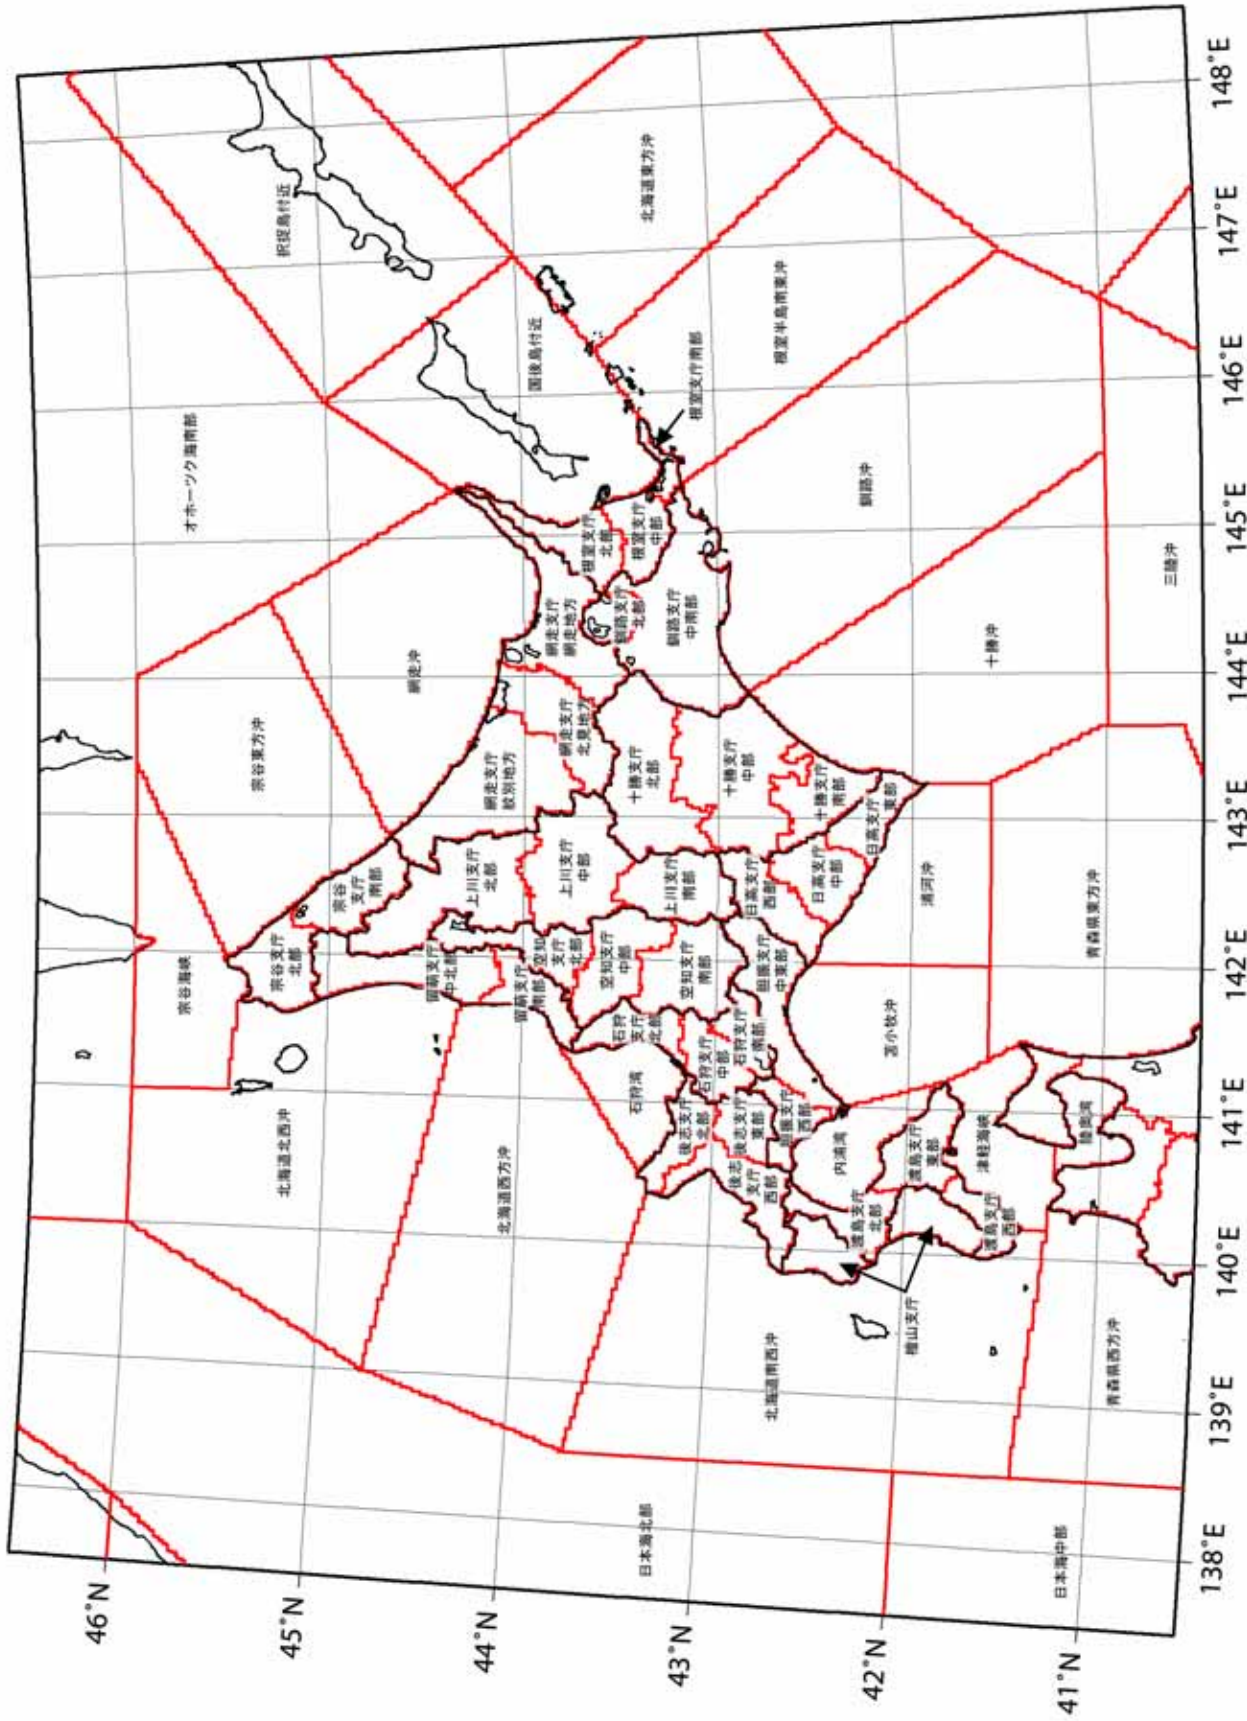 オホーツク海南部
択捉島付近
宗谷東方沖
宗谷海峡
網走沖
国後島付近
北海道東方沖
北海道北西沖
宗谷支庁
北部
宗谷
支庁
南部
上川支庁
北部
網走支庁
紋別地方
網走支庁
北見地方
網走支庁
網走地方
根室支庁
北部
根室支庁
中部
根室支庁南部
根室半島南東沖
北海道西方沖
留萌支庁
中北部
留萌支庁
南部
空知
支庁
北部
上川支庁
中部
空知支庁
中部
空知支庁
南部
上川支庁
南部
十勝支庁
北部
十勝支庁
中部
十勝支庁
南部
釧路支庁
北部
釧路支庁
中南部
釧路沖
石狩湾
石狩
支庁
北部
石狩支庁
中部
石狩支庁
南部
後志支庁
北部
後志支庁
東部
後志
支庁
西部
胆振支庁
西部
胆振支庁
中東部
日高支庁
西部
日高支庁
中部
日高支庁
東部
十勝沖
三陸沖
浦河沖
苫小牧沖
内浦湾
渡島支庁
東部
渡島支庁
北部
渡島支庁
西部
檜山支庁
津軽海峡
陸奥湾
青森県東方沖
青森県西方沖
北海道南西沖
日本海北部
日本海中部
46°N
45°N
44°N
43°N
42°N
41°N
138°E
139°E
140°E
141°E
142°E
143°E
144°E
145°E
146°E
147°E
148°E